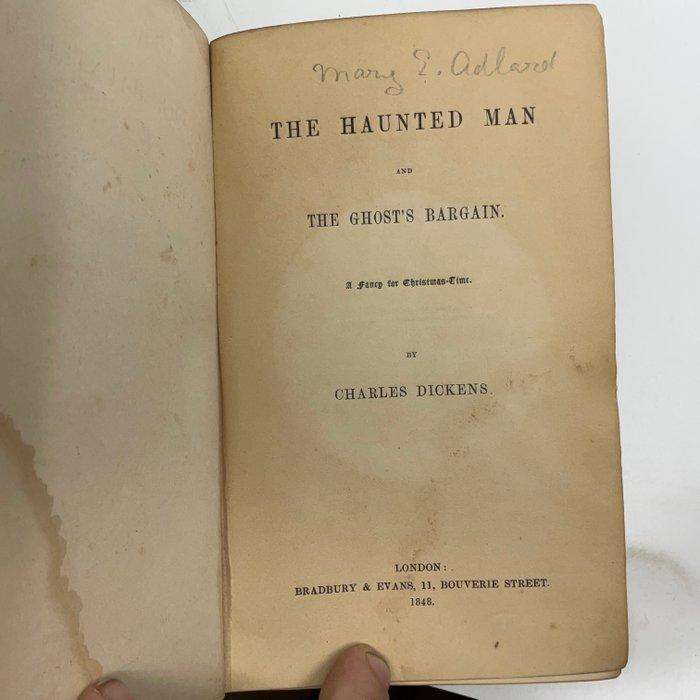 Mary E. Adlard
THE HAUNTED MAN
AND
THE GHOST'S BARGAIN.
A Fancy for Christmas-Time.
BY
CHARLES DICKENS.
LONDON:
BRADBURY & EVANS, 11, BOUVERIE STREET.
1848.